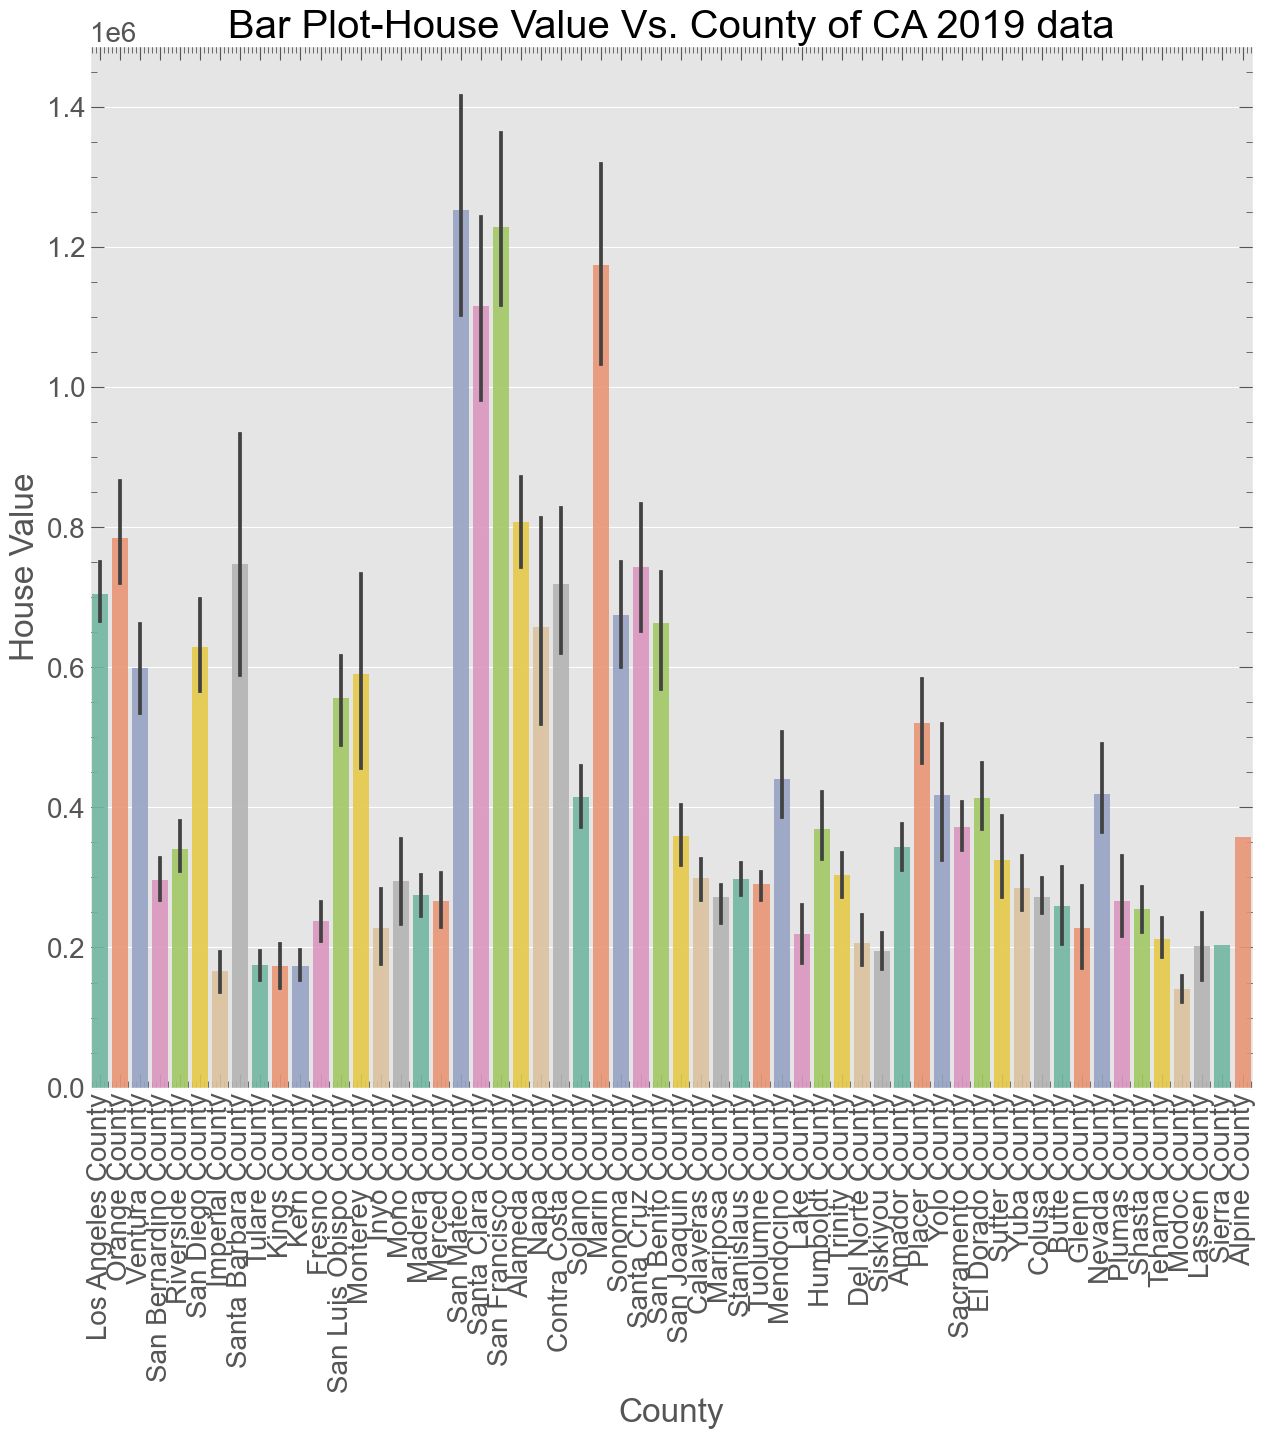 Bar Plot-House Value Vs. County of CA 2019 data
1e6
1.4
1.2
1.0
0.8
0.6
0.4
0.2
0.0
House Value
Los Angeles County
Orange County
Ventura County
San Bernardino County
Riverside County
San Diego County
Imperial County
Santa Barbara County
Tulare County
Kings County
Kern County
Fresno County
San Luis Obispo County
Monterey County
Inyo County
Mono County
Madera County
Merced County
San Mateo County
Santa Clara County
San Francisco County
Alameda County
Napa County
Contra Costa County
Solano County
Marin County
Sonoma County
Santa Cruz County
San Benito County
San Joaquin County
Calaveras County
Mariposa County
Stanislaus County
Tuolumne County
Mendocino County
Lake County
Humboldt County
Trinity County
Del Norte County
Siskiyou County
Amador County
Placer County
Yolo County
Sacramento County
El Dorado County
Sutter County
Yuba County
Colusa County
Butte County
Glenn County
Nevada County
Plumas County
Shasta County
Tehama County
Modoc County
Lassen County
Sierra County
Alpine County
County